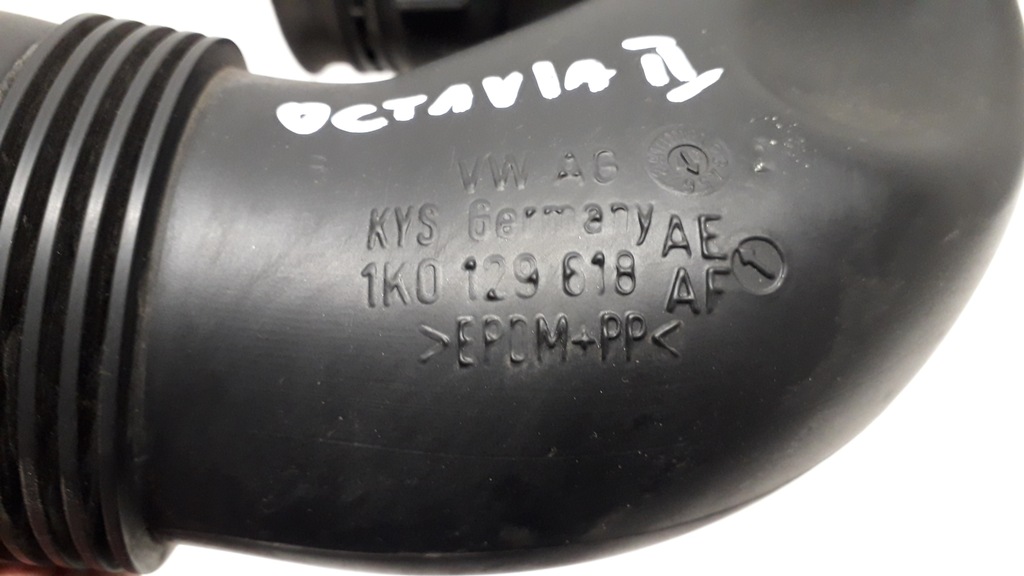 OCTAVIA II
VW AG
KYS Germany AE
1K0 129 618 AF
>EPDM+PP<